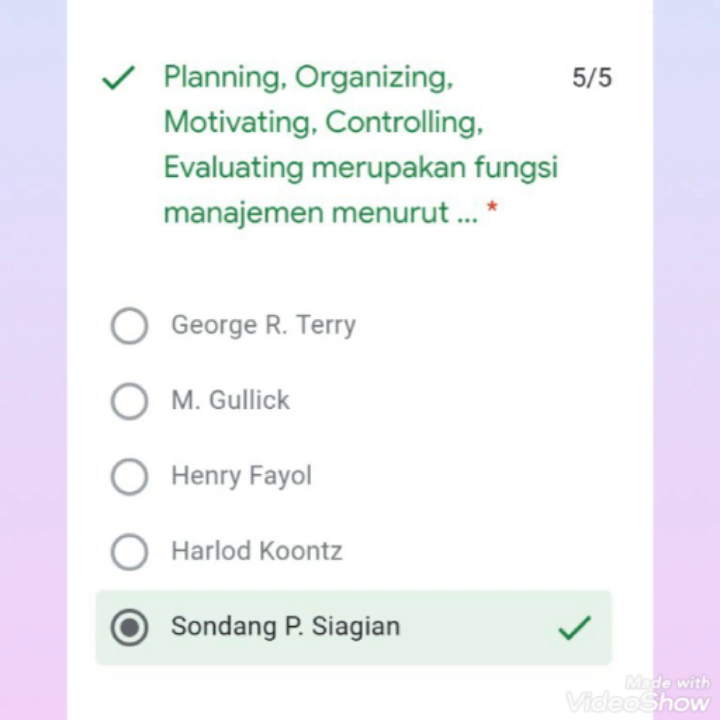 Planning, Organizing, 5/5
Motivating, Controlling,
Evaluating merupakan fungsi
manajemen menurut ... *
George R. Terry
M. Gullick
Henry Fayol
Harlod Koontz
Sondang P. Siagian
Made with
VideoShow